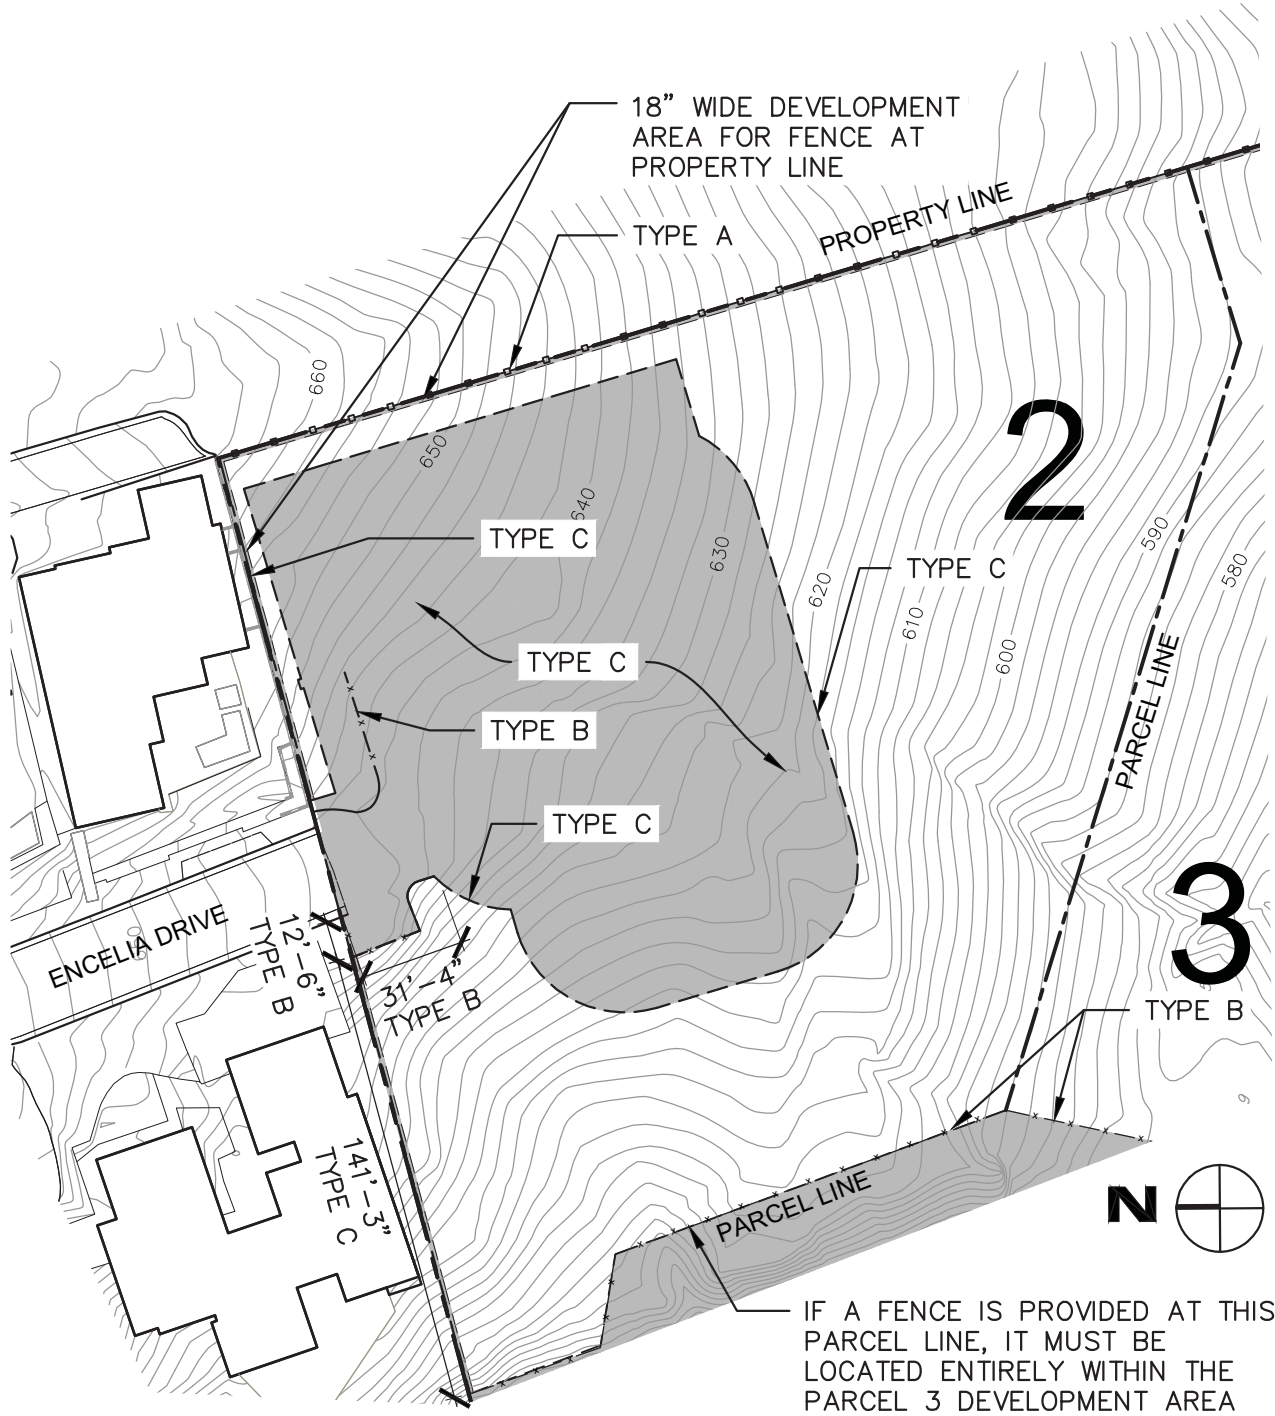 18” WIDE DEVELOPMENT
AREA FOR FENCE AT
PROPERTY LINE
TYPE A
PROPERTY LINE
660
650
640
630
620
610
600
590
580
2
TYPE C
TYPE C
TYPE C
TYPE B
TYPE C
PARCEL LINE
3
ENCELIA DRIVE
12’-6”
TYPE B
31’-4”
TYPE B
TYPE B
141’-3”
TYPE C
PARCEL LINE
N
IF A FENCE IS PROVIDED AT THIS
PARCEL LINE, IT MUST BE
LOCATED ENTIRELY WITHIN THE
PARCEL 3 DEVELOPMENT AREA